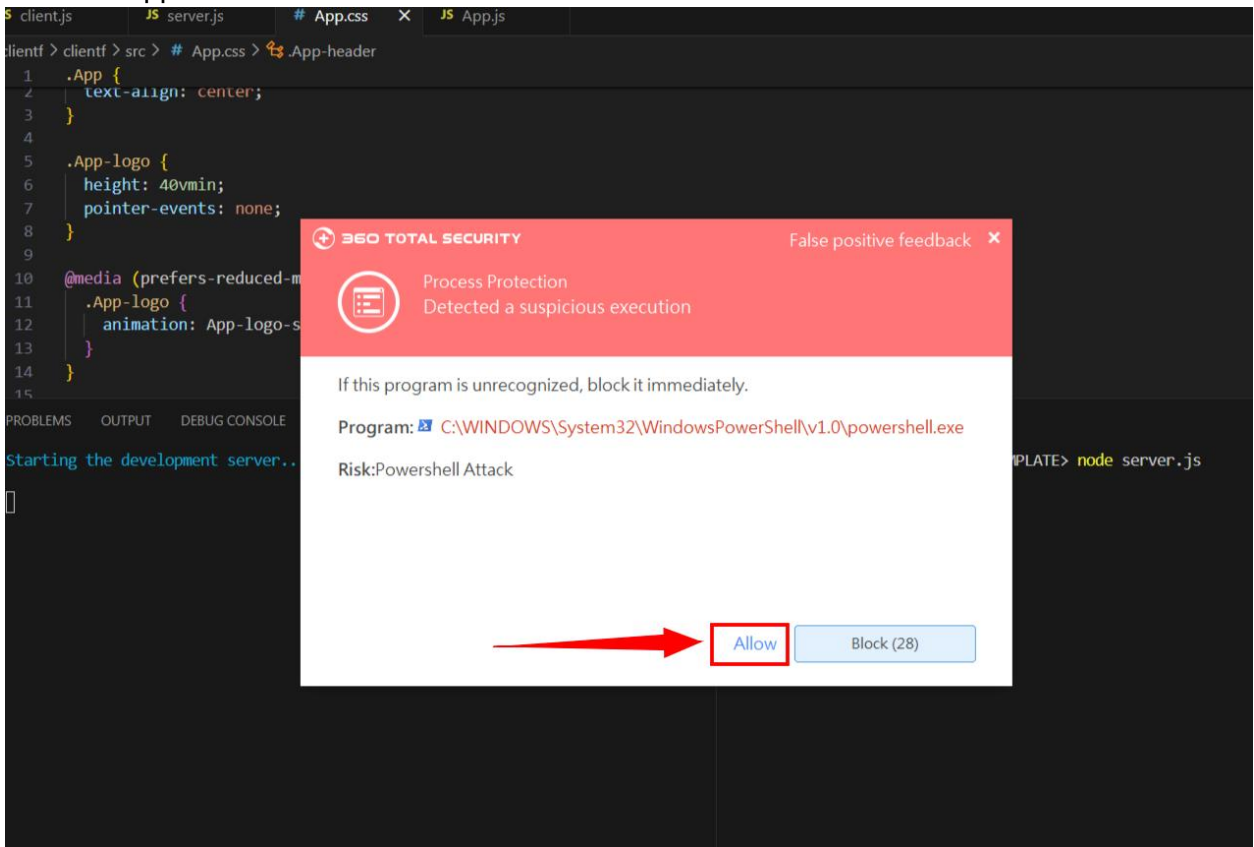 client.js JS server.js # App.css × JS App.js
clientf > clientf > src > # App.css > .App-header
1 .App {
2 text-align: center;
3 }
4
5 .App-logo {
6 height: 40vmin;
7 pointer-events: none;
8 }
9
10 @media (prefers-reduced-m
11 .App-logo {
12 animation: App-logo-s
13 }
14 }
15
360 TOTAL SECURITY False positive feedback ×
Process Protection
Detected a suspicious execution
If this program is unrecognized, block it immediately.
Program: C:\WINDOWS\System32\WindowsPowerShell\v1.0\powershell.exe
Risk:Powershell Attack
Allow Block (28)
PROBLEMS OUTPUT DEBUG CONSOLE
Starting the development server..
MPLATE> node server.js